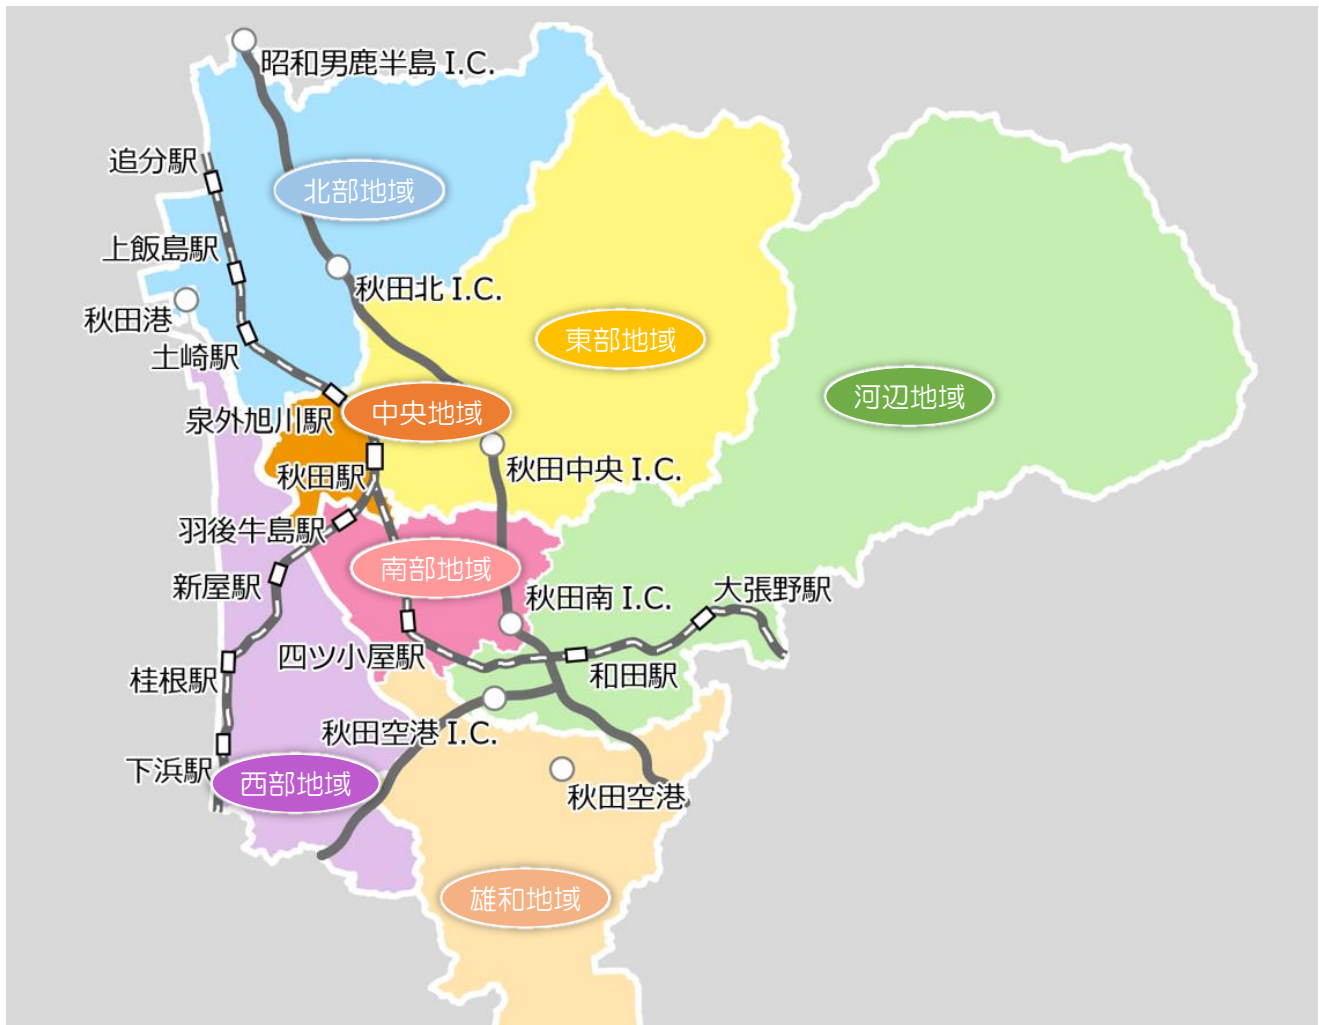 昭和男鹿半島 I.C.
追分駅
北部地域
上飯島駅
秋田北 I.C.
秋田港
東部地域
土崎駅
河辺地域
中央地域
泉外旭川駅
秋田中央 I.C.
秋田駅
羽後牛島駅
南部地域
新屋駅
大張野駅
秋田南 I.C.
四ツ小屋駅
和田駅
桂根駅
秋田空港 I.C.
下浜駅
西部地域
秋田空港
雄和地域